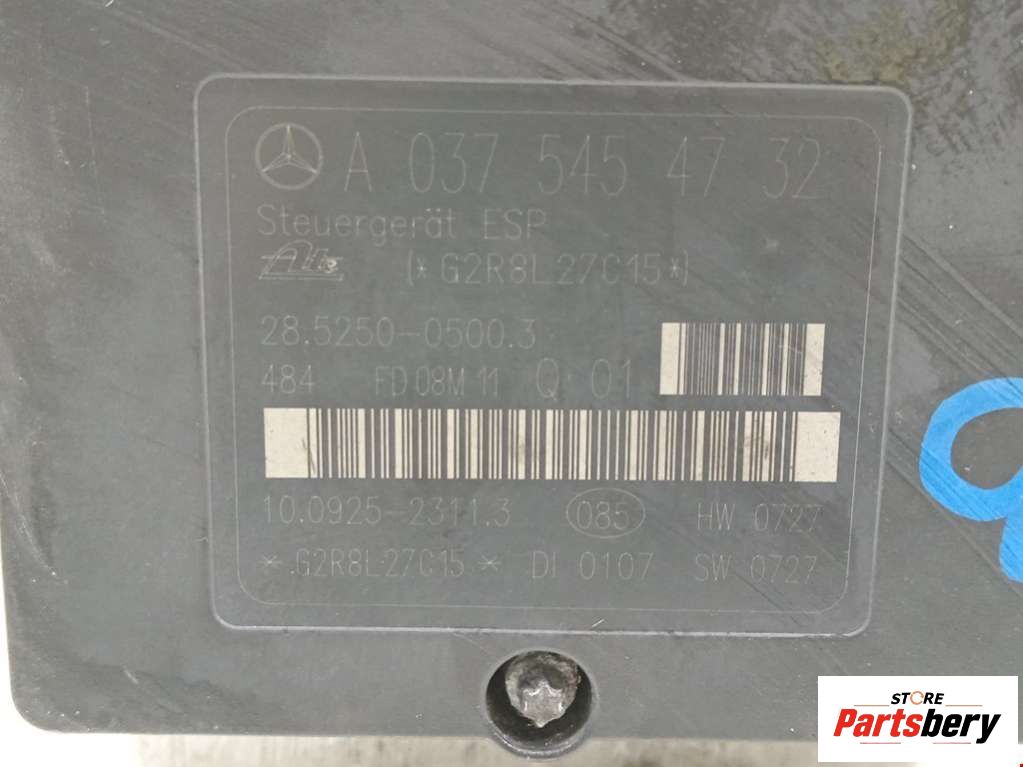 A 037 545 47 32
Steuergerät ESP
Ate (*G2R8L27C15*)
28.5250-0500.3
484 FD 08M 11 Q 01
10.0925-2311.3 085 HW 0727
*.G2R8L27C15* DI 0107 SW 0727
STORE
Partsbery